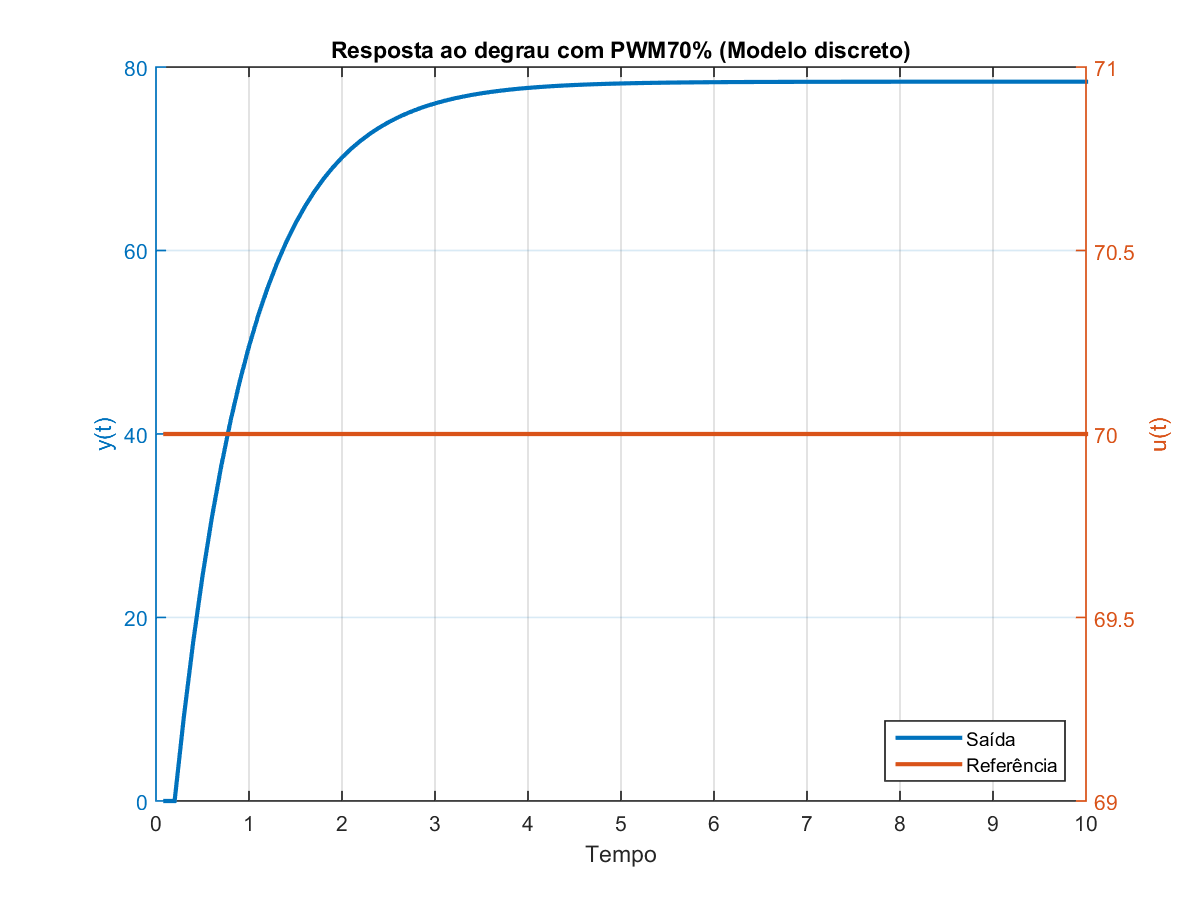 Resposta ao degrau com PWM70% (Modelo discreto)
80
60
40
20
0
y(t)
71
70.5
70
69.5
69
u(t)
Saída
Referência
0 1 2 3 4 5 6 7 8 9 10
Tempo